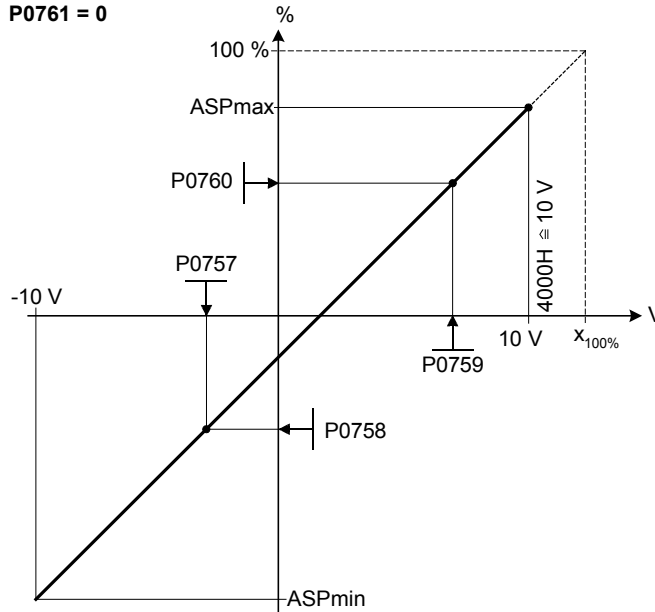 P0761 = 0
%
100 %
ASPmax
P0760
4000H ≙ 10 V
P0757
-10 V
V
10 V
x100%
P0759
P0758
ASPmin